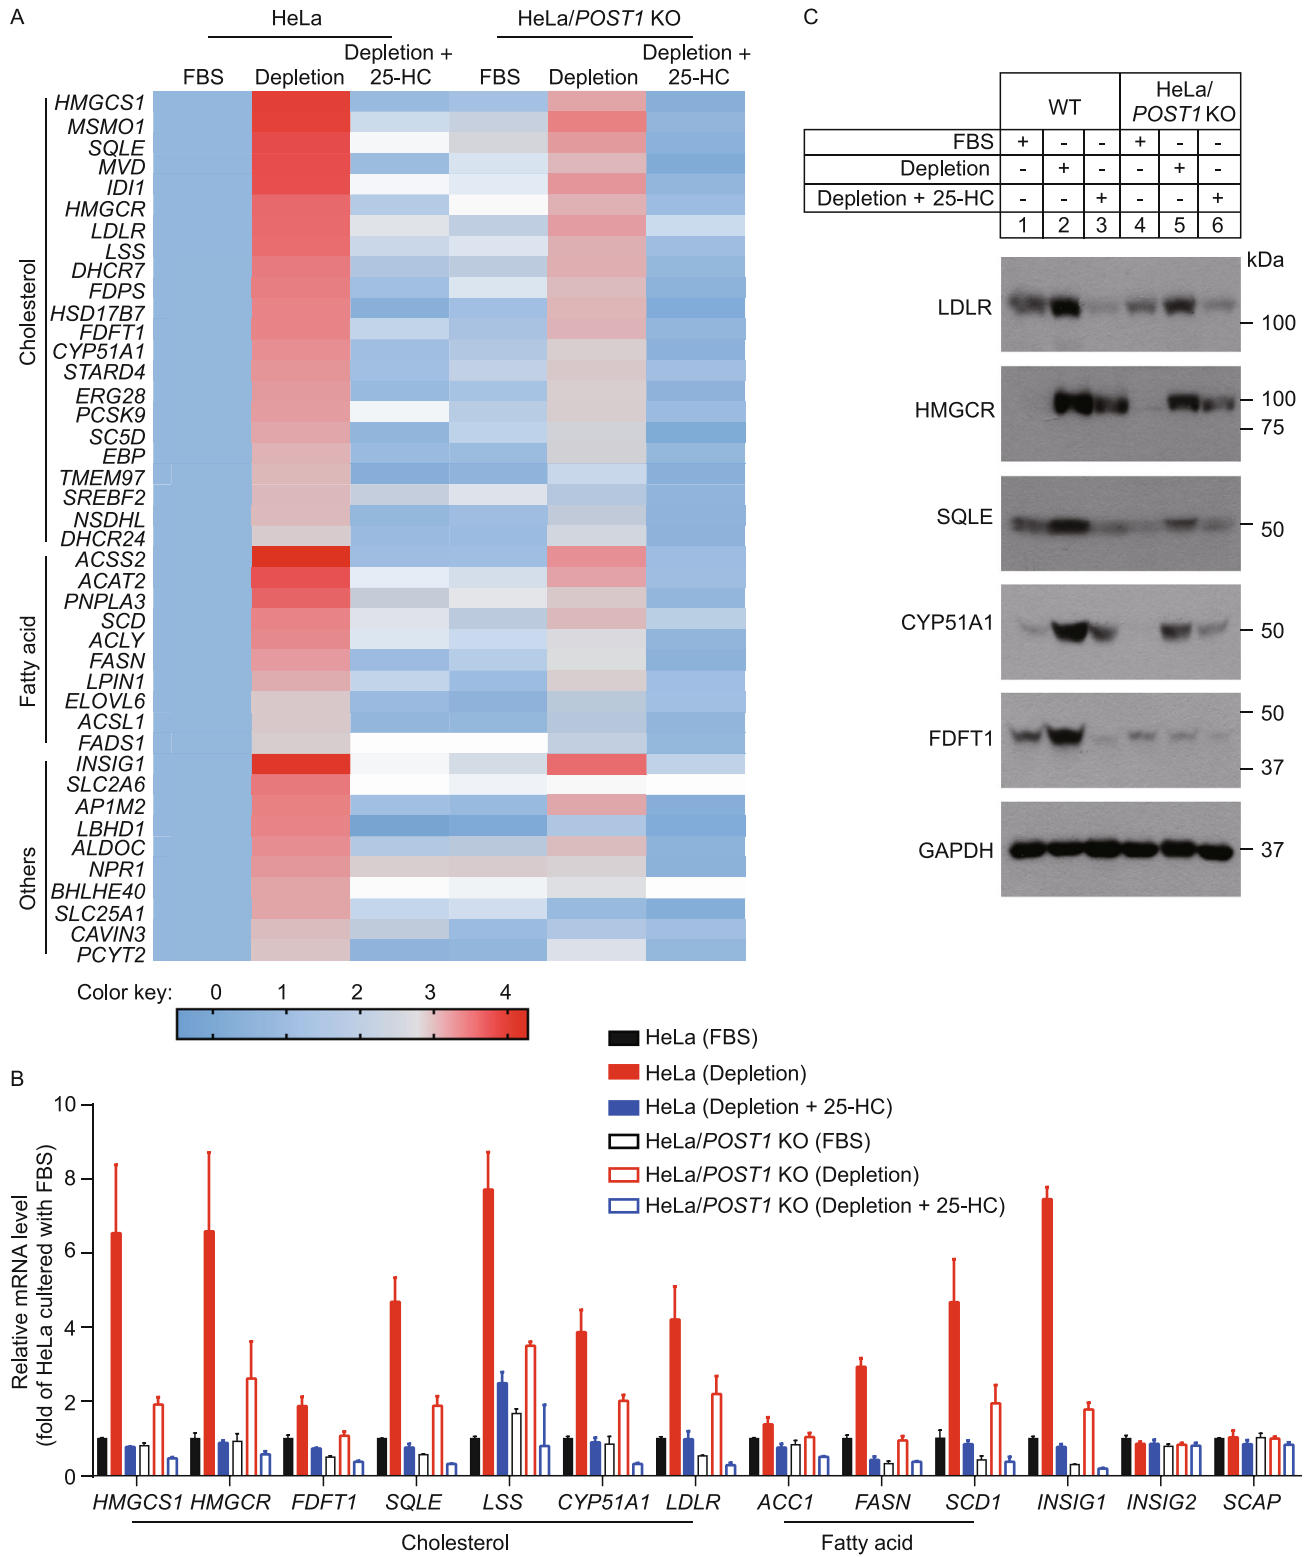 A
HeLa
HeLa/POST1 KO
FBS
Depletion
Depletion +
25-HC
FBS
Depletion
Depletion +
25-HC
Cholesterol
HMGCS1
MSMO1
SQLE
MVD
IDI1
HMGCR
LDLR
LSS
DHCR7
FDPS
HSD17B7
FDFT1
CYP51A1
STARD4
ERG28
PCSK9
SC5D
EBP
TMEM97
SREBF2
NSDHL
DHCR24
Fatty acid
ACSS2
ACAT2
PNPLA3
SCD
ACLY
FASN
LPIN1
ELOVL6
ACSL1
FADS1
Others
INSIG1
SLC2A6
AP1M2
LBHD1
ALDOC
NPR1
BHLHE40
SLC25A1
CAVIN3
PCYT2
Color key: 0 1 2 3 4
C
WT
HeLa/
POST1 KO
FBS + - - + - -
Depletion - + - - + -
Depletion + 25-HC - - + - - +
1 2 3 4 5 6
kDa
LDLR
100
HMGCR
100
75
SQLE
50
CYP51A1
50
FDFT1
50
37
GAPDH
37
B
HeLa (FBS)
HeLa (Depletion)
HeLa (Depletion + 25-HC)
HeLa/POST1 KO (FBS)
HeLa/POST1 KO (Depletion)
HeLa/POST1 KO (Depletion + 25-HC)
Relative mRNA level
(fold of HeLa cultered with FBS)
10
8
6
4
2
0
HMGCS1 HMGCR FDFT1 SQLE LSS CYP51A1 LDLR ACC1 FASN SCD1 INSIG1 INSIG2 SCAP
Cholesterol
Fatty acid